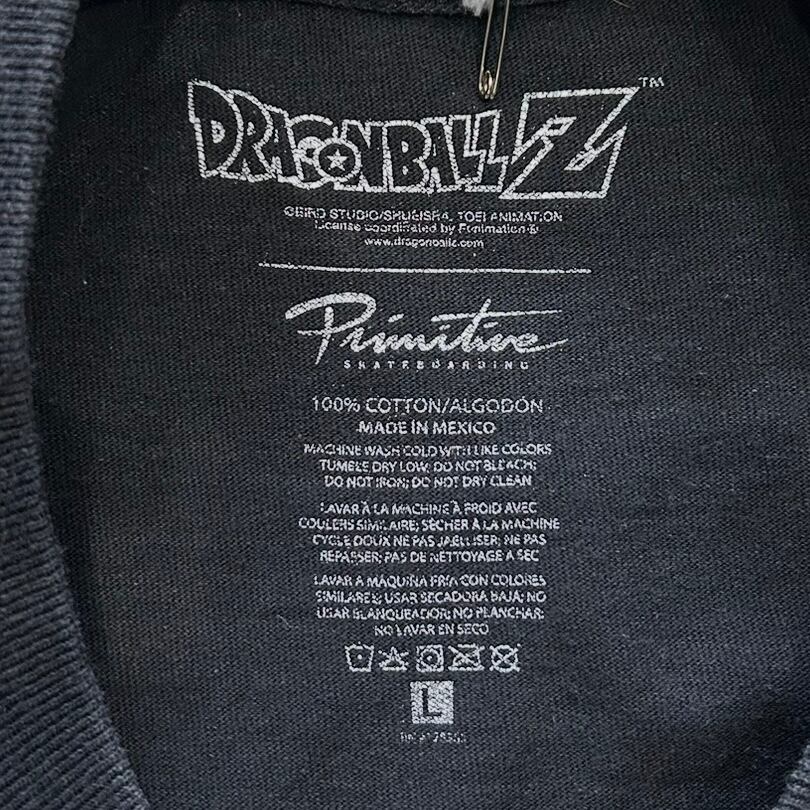 DRAGONBALL Z ™
BIRD STUDIO/SHUEISHA, TOEI ANIMATION
License coordinated by Funimation®
www.dragonballz.com
Primitive
SKATEBOARDING
100% COTTON/ALGODÓN
MADE IN MEXICO
MACHINE WASH COLD WITH LIKE COLORS
TUMBLE DRY LOW; DO NOT BLEACH;
DO NOT IRON; DO NOT DRY CLEAN
LAVAR À LA MACHINE À FROID AVEC
COULERS SIMILAIRE; SÉCHER À LA MACHINE
CYCLE DOUX NE PAS JAELLISER; NE PAS
REPASSER; PAS DE NETTOYAGE A SEC
LAVAR A MAQUINA FRIA CON COLORES
SIMILARES; USAR SECADORA BAJA; NO
USAR BLANQUEADOR; NO PLANCHAR;
NO LAVAR EN SECO
L